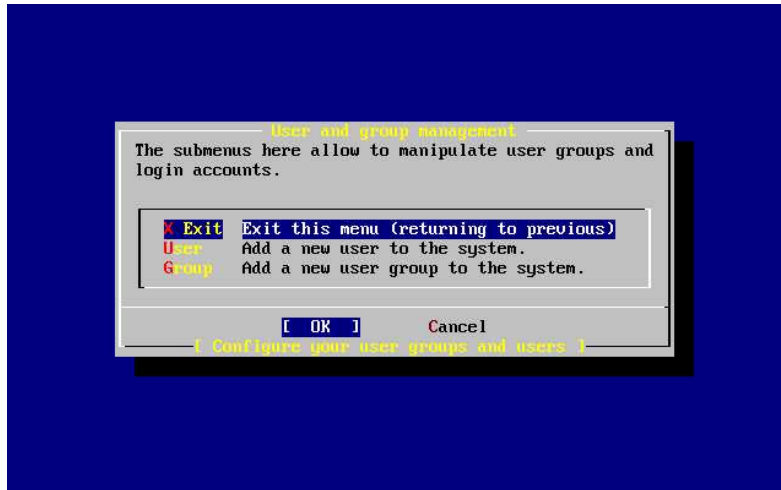 User and group management
The submenus here allow to manipulate user groups and
login accounts.
X Exit Exit this menu (returning to previous)
User Add a new user to the system.
Group Add a new user group to the system.
[ OK ] Cancel
[ Configure your user groups and users ]